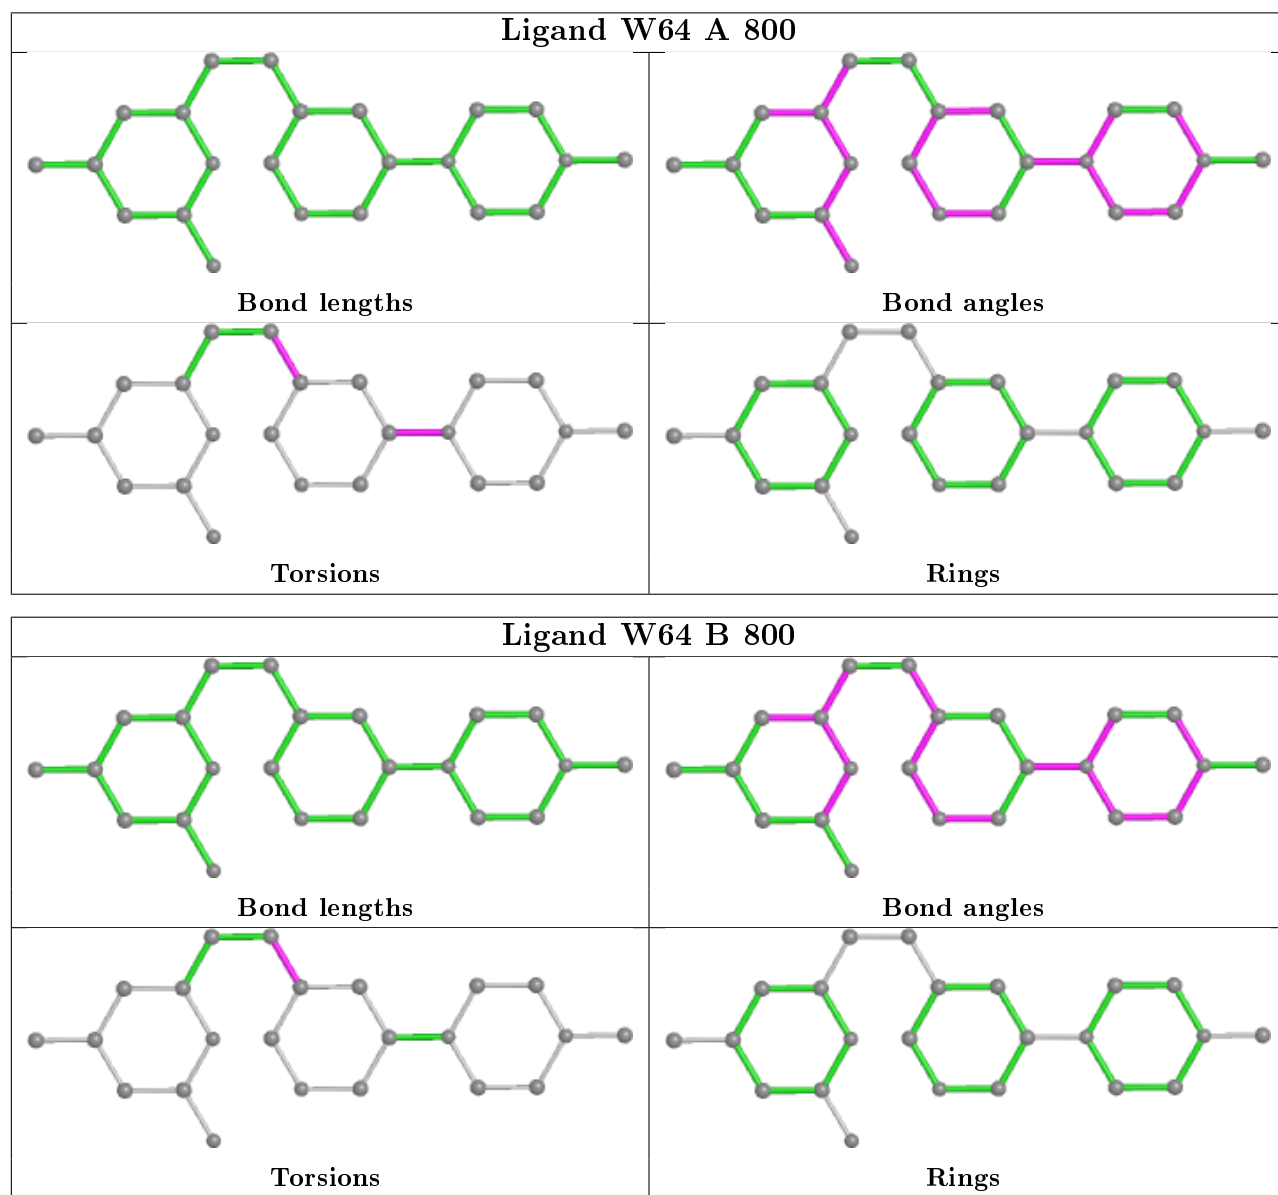 Ligand W64 A 800
Bond lengths
Bond angles
Torsions
Rings
Ligand W64 B 800
Bond lengths
Bond angles
Torsions
Rings